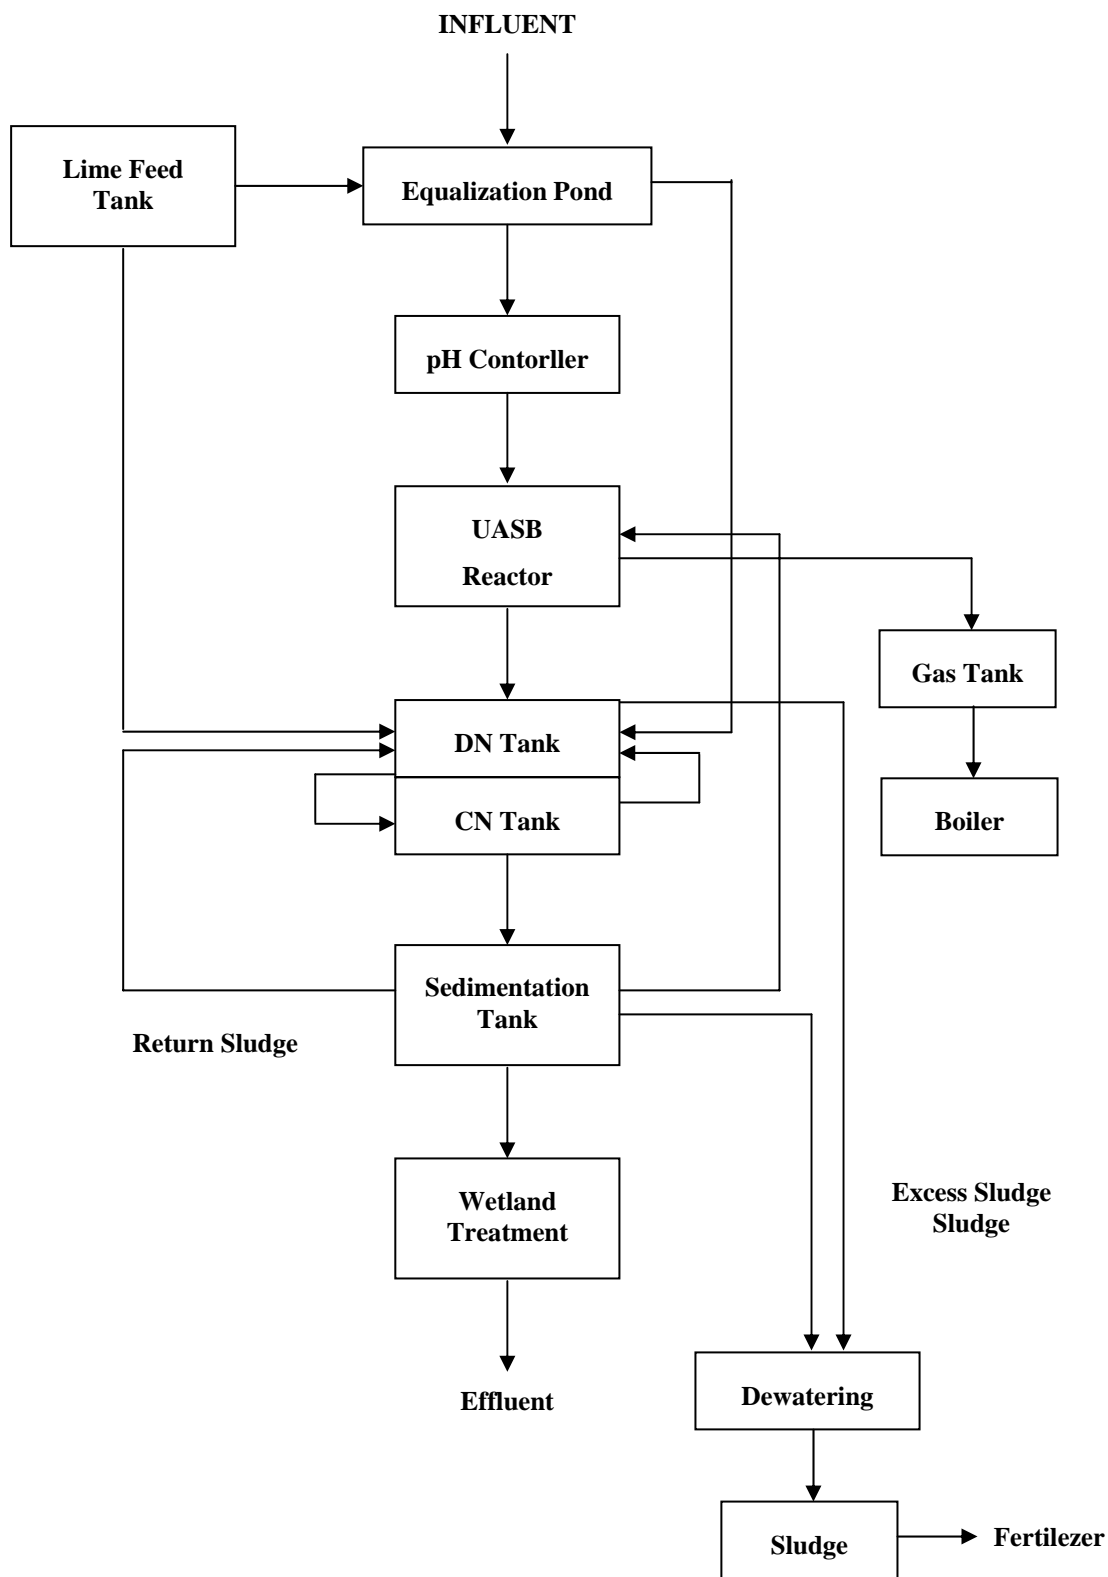 INFLUENT
Lime Feed
Tank
Equalization Pond
pH Contorller
UASB
Reactor
Gas Tank
DN Tank
Boiler
CN Tank
Sedimentation
Tank
Return Sludge
Wetland
Treatment
Excess Sludge
Sludge
Effluent
Dewatering
Sludge
Fertilezer